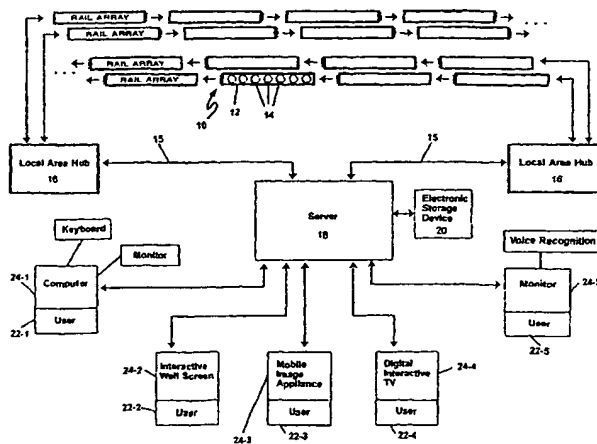 RAIL ARRAY
RAIL ARRAY
RAIL ARRAY
RAIL ARRAY
10
12
14
15
15
Local Area Hub
16
Local Area Hub
16
Server
18
Electronic
Storage
Device
20
Keyboard
Monitor
24-1
Computer
22-1
User
Voice Recognition
Monitor
User
22-5
24-2
Interactive
Wall Screen
22-2
User
Mobile
Image
Appliance
24-3
User
22-3
Digital
Interactive
TV
24-4
User
22-4